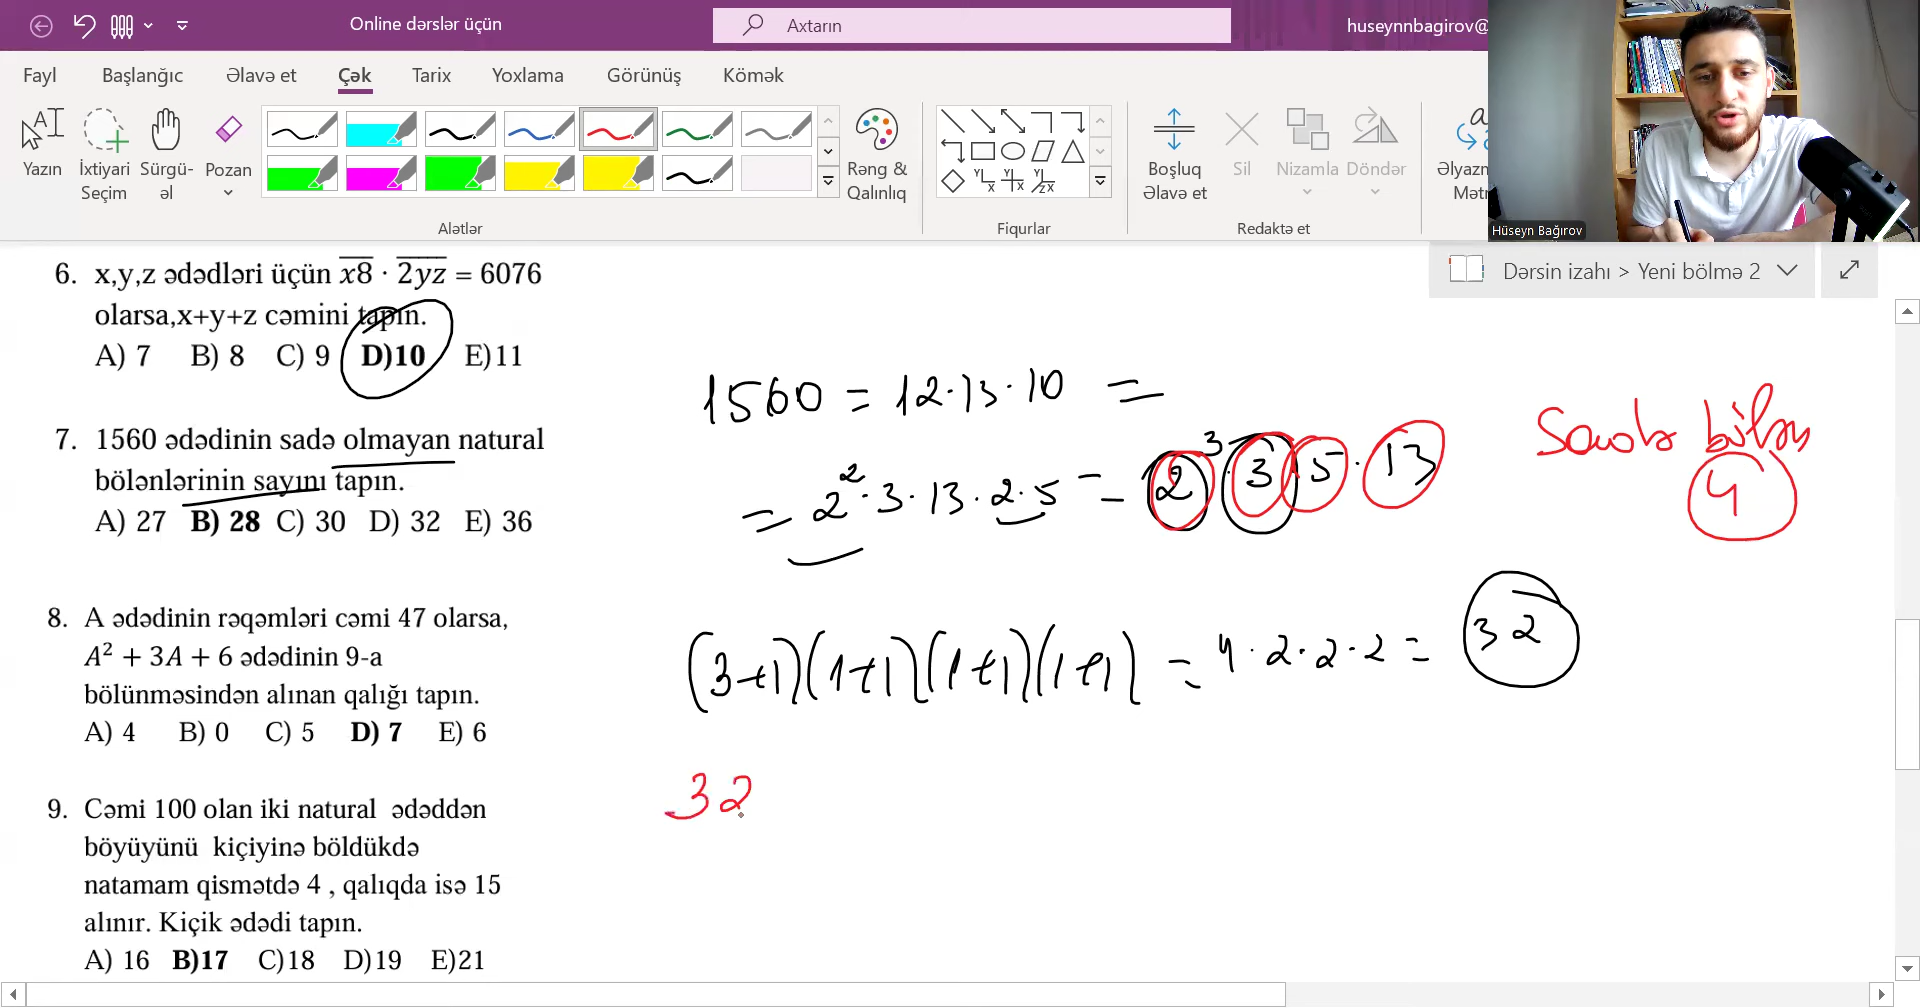 Online dərslər üçün
Axtarın
huseynnbagirov@
Fayl Başlanğıc Əlavə et Çək Tarix Yoxlama Görünüş Kömək
Yazın
İxtiyari Seçim
Sürgü-əl
Pozan
Rəng & Qalınlıq
Boşluq Əlavə et
Sil
Nizamla
Döndər
Alətlər
Fiqurlar
Redaktə et
Hüseyn Bağırov
Dərsin izahı > Yeni bölmə 2
6. x,y,z ədədləri üçün x̅8̅ · 2̅y̅z̅ = 6076
olarsa,x+y+z cəmini tapın.
A) 7 B) 8 C) 9 D)10 E)11
7. 1560 ədədinin sadə olmayan natural
bölənlərinin sayını tapın.
A) 27 B) 28 C) 30 D) 32 E) 36
8. A ədədinin rəqəmləri cəmi 47 olarsa,
A² + 3A + 6 ədədinin 9-a
bölünməsindən alınan qalığı tapın.
A) 4 B) 0 C) 5 D) 7 E) 6
9. Cəmi 100 olan iki natural ədəddən
böyüyünü kiçiyinə böldükdə
natamam qismətdə 4 , qalıqda isə 15
alınır. Kiçik ədədi tapın.
A) 16 B)17 C)18 D)19 E)21
1560 = 12·13·10 =
= 2²·3·13·2·5 = 2³·3·5·13
Sadə bölən
4
(3+1)(1+1)(1+1)(1+1) = 4·2·2·2 = 32
32